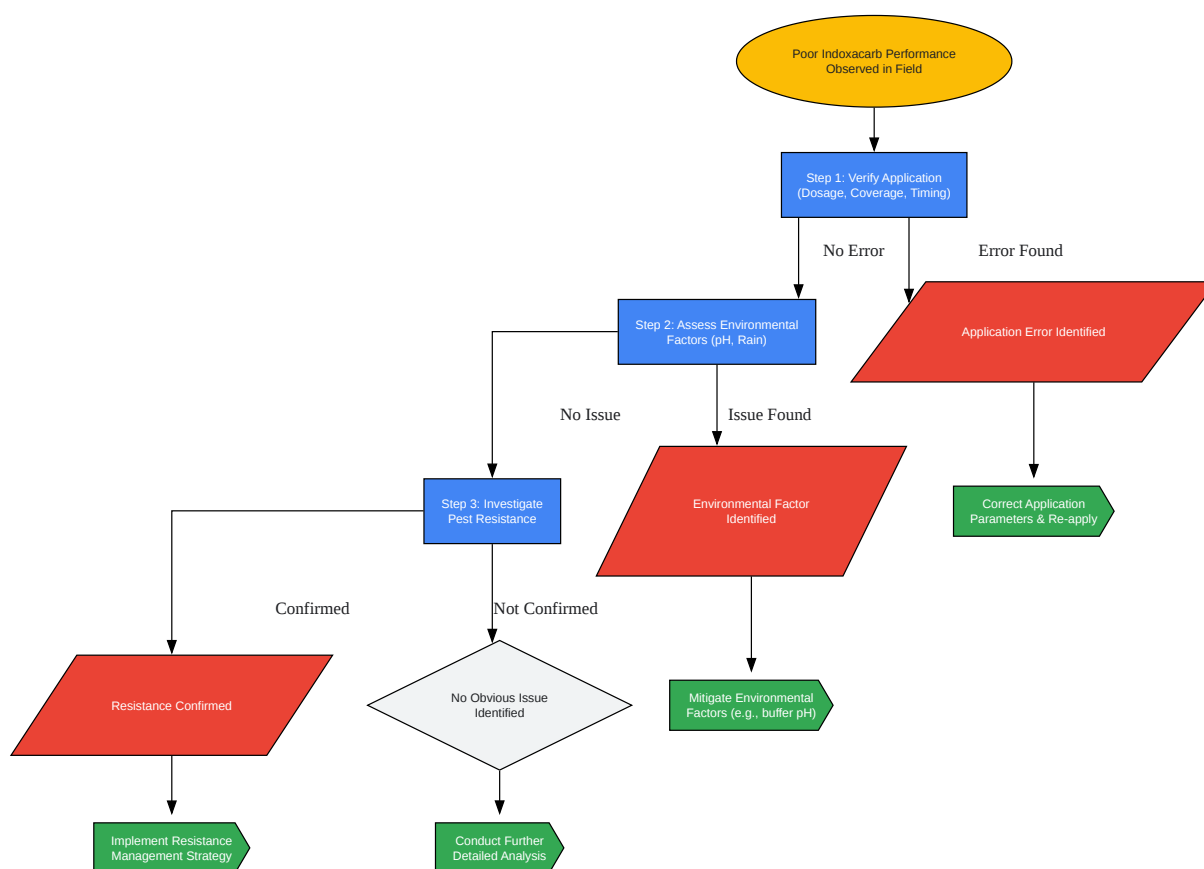 Poor Indoxacarb Performance
Observed in Field
Step 1: Verify Application
(Dosage, Coverage, Timing)
No Error
Error Found
Step 2: Assess Environmental
Factors (pH, Rain)
Application Error Identified
No Issue
Issue Found
Step 3: Investigate
Pest Resistance
Environmental Factor
Identified
Correct Application
Parameters & Re-apply
Confirmed
Not Confirmed
Resistance Confirmed
No Obvious Issue
Identified
Mitigate Environmental
Factors (e.g., buffer pH)
Implement Resistance
Management Strategy
Conduct Further
Detailed Analysis